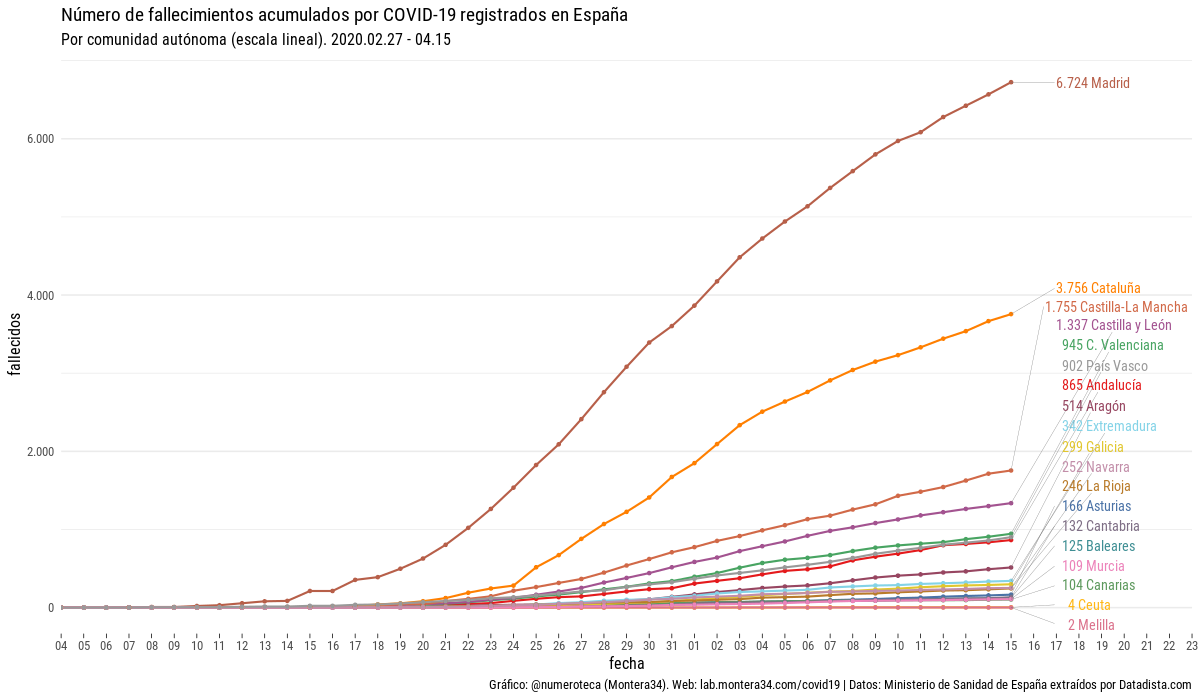 Número de fallecimientos acumulados por COVID-19 registrados en España
Por comunidad autónoma (escala lineal). 2020.02.27 - 04.15
fallecidos
6.000
4.000
2.000
0
6.724 Madrid
3.756 Cataluña
1.755 Castilla-La Mancha
1.337 Castilla y León
945 C. Valenciana
902 País Vasco
865 Andalucía
514 Aragón
342 Extremadura
299 Galicia
252 Navarra
246 La Rioja
166 Asturias
132 Cantabria
125 Baleares
109 Murcia
104 Canarias
4 Ceuta
2 Melilla
04 05 06 07 08 09 10 11 12 13 14 15 16 17 18 19 20 21 22 23 24 25 26 27 28 29 30 31 01 02 03 04 05 06 07 08 09 10 11 12 13 14 15 16 17 18 19 20 21 22 23
fecha
Gráfico: @numeroteca (Montera34). Web: lab.montera34.com/covid19 | Datos: Ministerio de Sanidad de España extraídos por Datadista.com